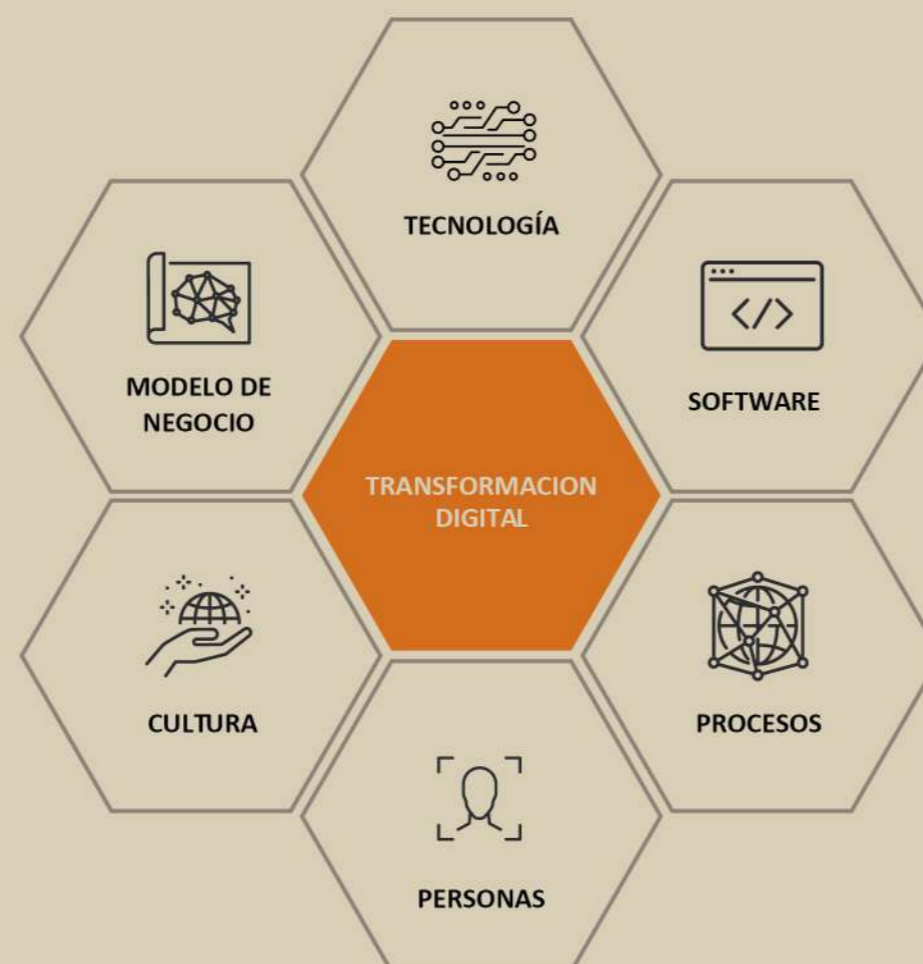 TECNOLOGÍA
MODELO DE
NEGOCIO
SOFTWARE
TRANSFORMACION
DIGITAL
CULTURA
PROCESOS
PERSONAS